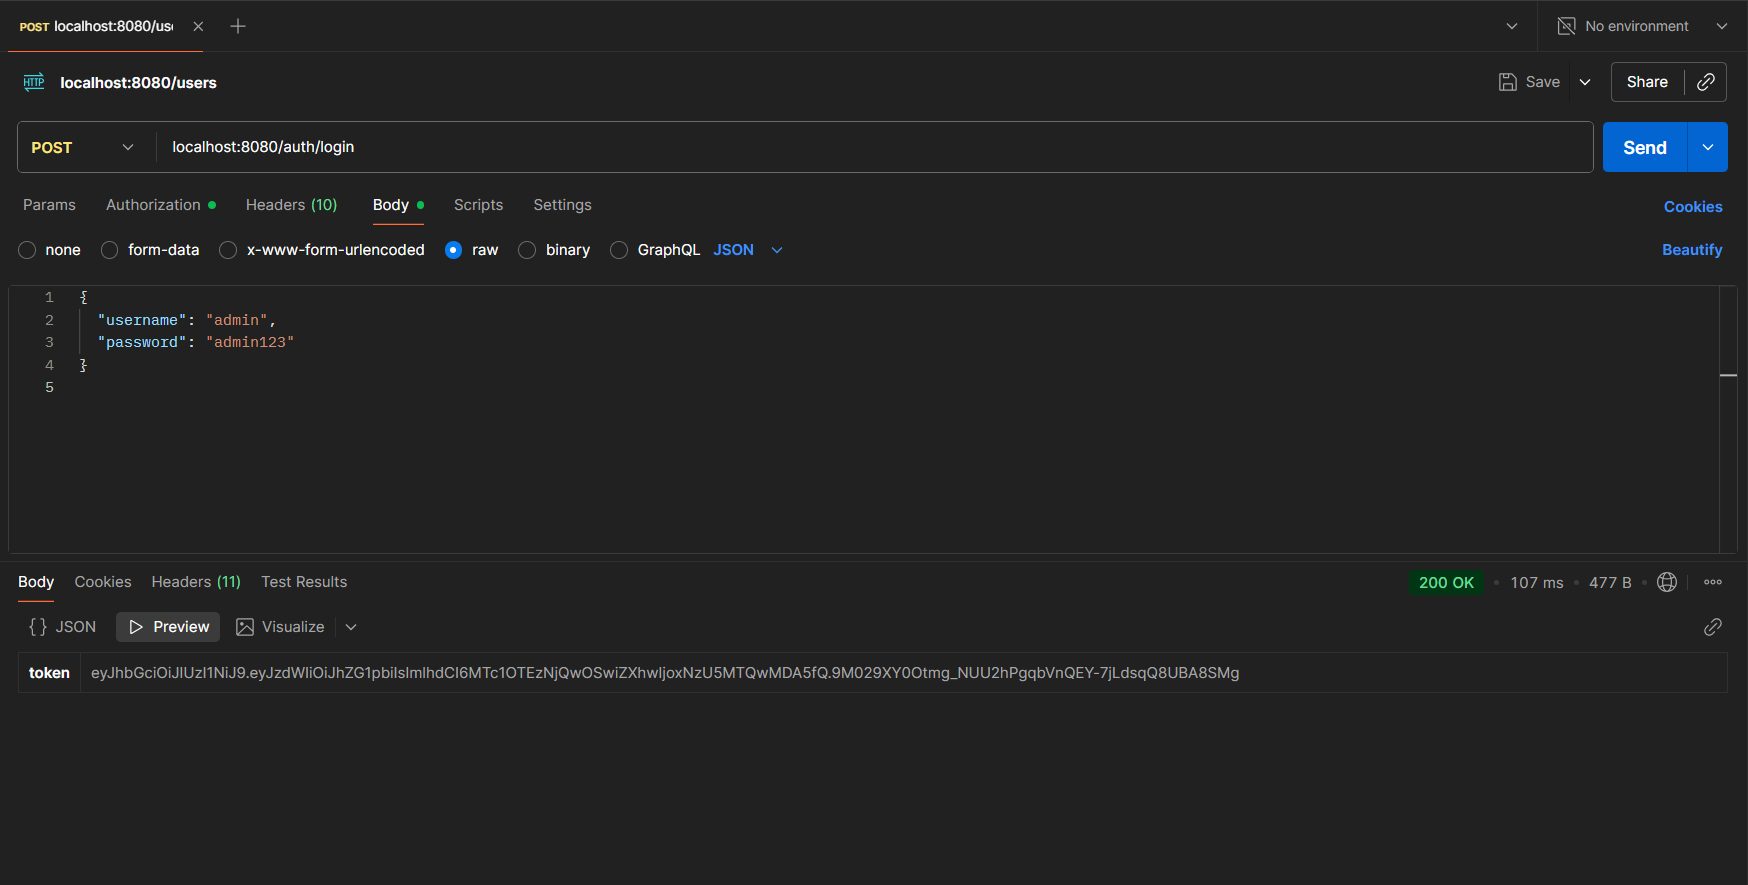 POST localhost:8080/use
No environment
HTTP localhost:8080/users
Save
Share
POST
localhost:8080/auth/login
Send
Params
Authorization
Headers (10)
Body
Scripts
Settings
Cookies
none
form-data
x-www-form-urlencoded
raw
binary
GraphQL
JSON
Beautify
1 {
2 "username": "admin",
3 "password": "admin123"
4 }
5
Body
Cookies
Headers (11)
Test Results
200 OK
107 ms
477 B
{} JSON
Preview
Visualize
token
eyJhbGciOiJIUzI1NiJ9.eyJzdWIiOiJhZG1pbiIsImlhdCI6MTc1OTEzNjQwOSwiZXhwIjoxNzU5MTQwMDA5fQ.9M029XY0Otmg_NUU2hPgqbVnQEY-7jLdsqQ8UBA8SMg